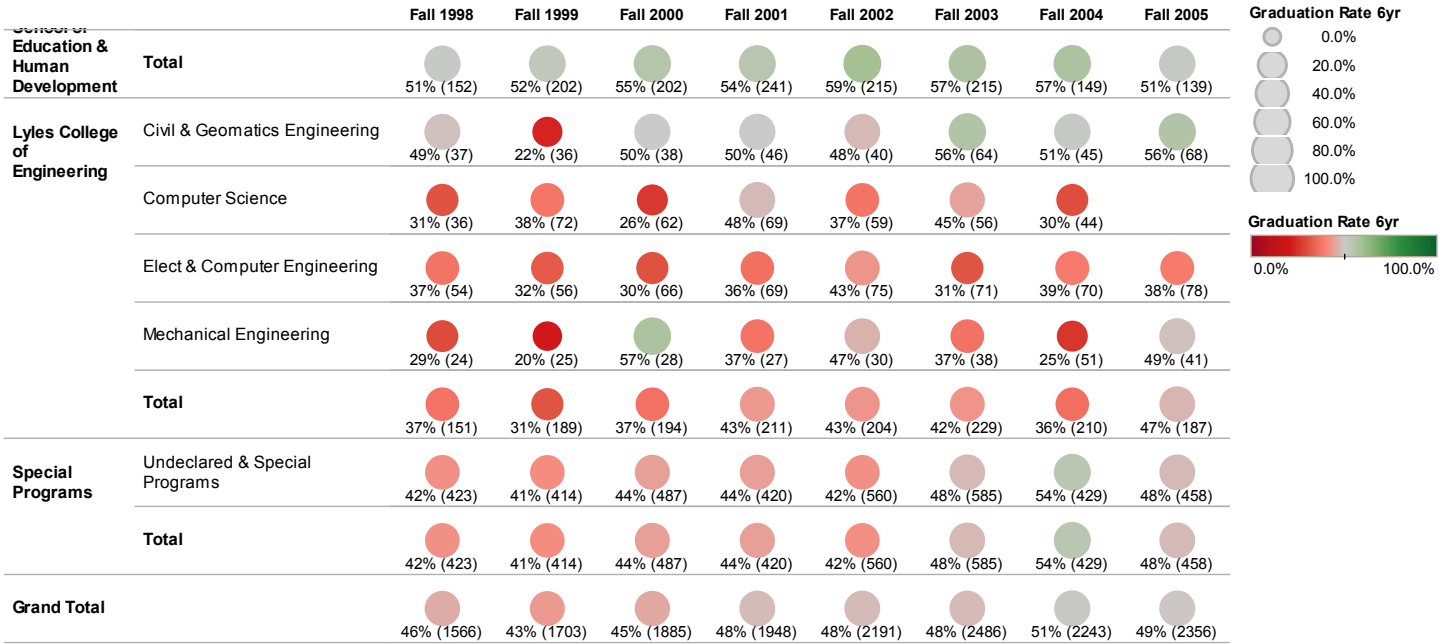 Fall 1998 Fall 1999 Fall 2000 Fall 2001 Fall 2002 Fall 2003 Fall 2004 Fall 2005
School of
Education &
Human
Development
Total
51% (152) 52% (202) 55% (202) 54% (241) 59% (215) 57% (215) 57% (149) 51% (139)
Lyles College
of
Engineering
Civil & Geomatics Engineering
49% (37) 22% (36) 50% (38) 50% (46) 48% (40) 56% (64) 51% (45) 56% (68)
Computer Science
31% (36) 38% (72) 26% (62) 48% (69) 37% (59) 45% (56) 30% (44)
Elect & Computer Engineering
37% (54) 32% (56) 30% (66) 36% (69) 43% (75) 31% (71) 39% (70) 38% (78)
Mechanical Engineering
29% (24) 20% (25) 57% (28) 37% (27) 47% (30) 37% (38) 25% (51) 49% (41)
Total
37% (151) 31% (189) 37% (194) 43% (211) 43% (204) 42% (229) 36% (210) 47% (187)
Special
Programs
Undeclared & Special
Programs
42% (423) 41% (414) 44% (487) 44% (420) 42% (560) 48% (585) 54% (429) 48% (458)
Total
42% (423) 41% (414) 44% (487) 44% (420) 42% (560) 48% (585) 54% (429) 48% (458)
Grand Total
46% (1566) 43% (1703) 45% (1885) 48% (1948) 48% (2191) 48% (2486) 51% (2243) 49% (2356)
Graduation Rate 6yr
0.0%
20.0%
40.0%
60.0%
80.0%
100.0%
Graduation Rate 6yr
0.0% 100.0%